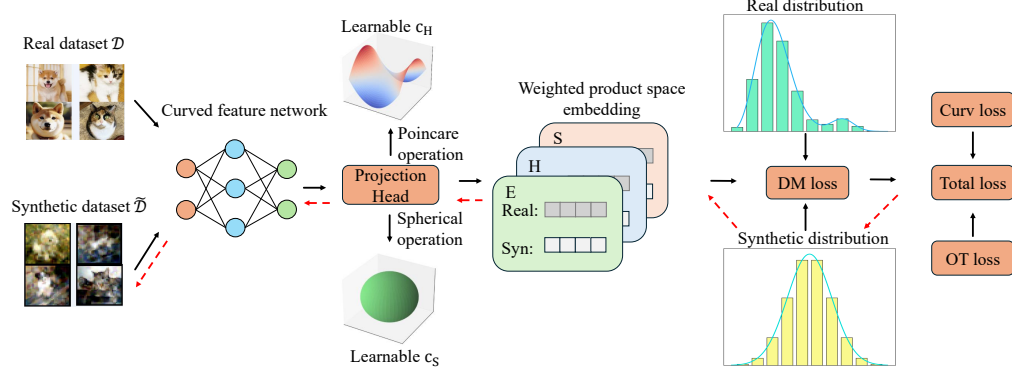 Real dataset 𝒟
Synthetic dataset 𝒟̃
Curved feature network
Learnable c_H
Poincare
operation
Projection
Head
Spherical
operation
Learnable c_S
Weighted product space
embedding
S
H
E
Real:
Syn:
Real distribution
DM loss
Synthetic distribution
Curv loss
Total loss
OT loss